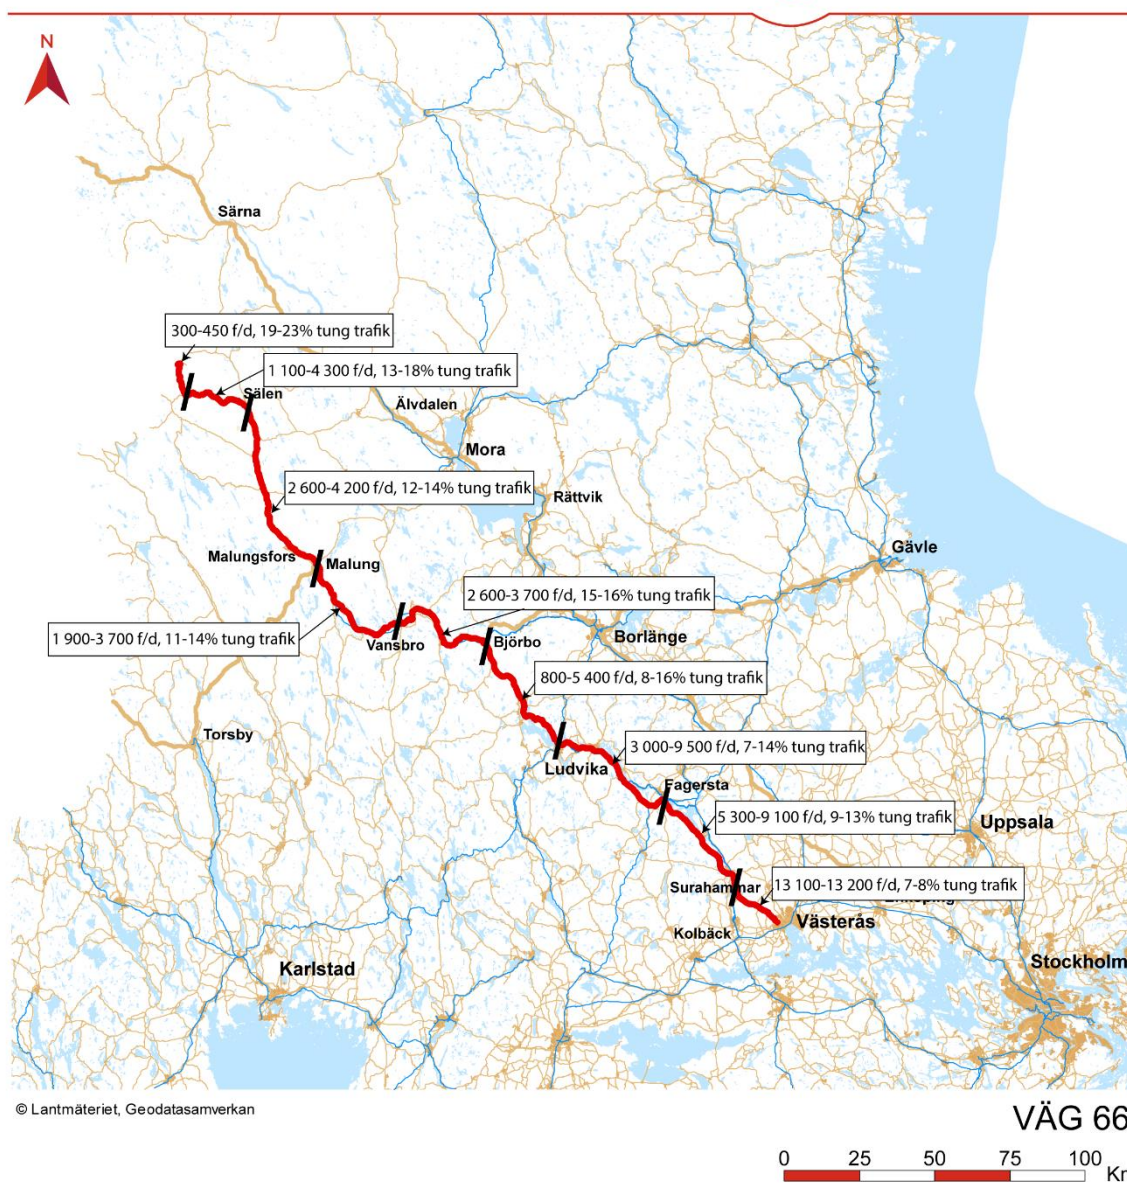 N
Särna
300-450 f/d, 19-23% tung trafik
1 100-4 300 f/d, 13-18% tung trafik
Sälen
Älvdalen
Mora
2 600-4 200 f/d, 12-14% tung trafik
Rättvik
Malungsfors
Malung
Gävle
2 600-3 700 f/d, 15-16% tung trafik
1 900-3 700 f/d, 11-14% tung trafik
Vansbro
Björbo
Borlänge
800-5 400 f/d, 8-16% tung trafik
Torsby
3 000-9 500 f/d, 7-14% tung trafik
Ludvika
Fagersta
5 300-9 100 f/d, 9-13% tung trafik
Uppsala
Surahammar
13 100-13 200 f/d, 7-8% tung trafik
Västerås
Kolbäck
Karlstad
Stockholm
© Lantmäteriet, Geodatasamverkan
VÄG 66
0 25 50 75 100
Km